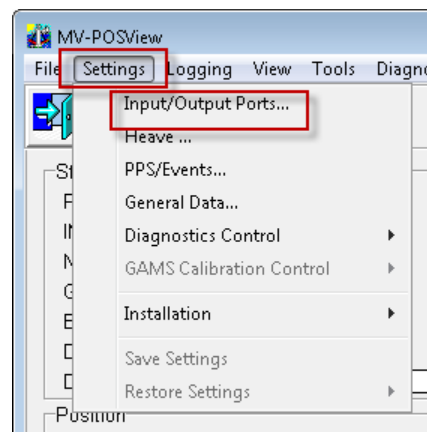 MV-POSView
File Settings Logging View Tools
Input/Output Ports...
Heave ...
PPS/Events...
General Data...
Diagnostics Control
GAMS Calibration Control
Installation
Save Settings
Restore Settings
Position